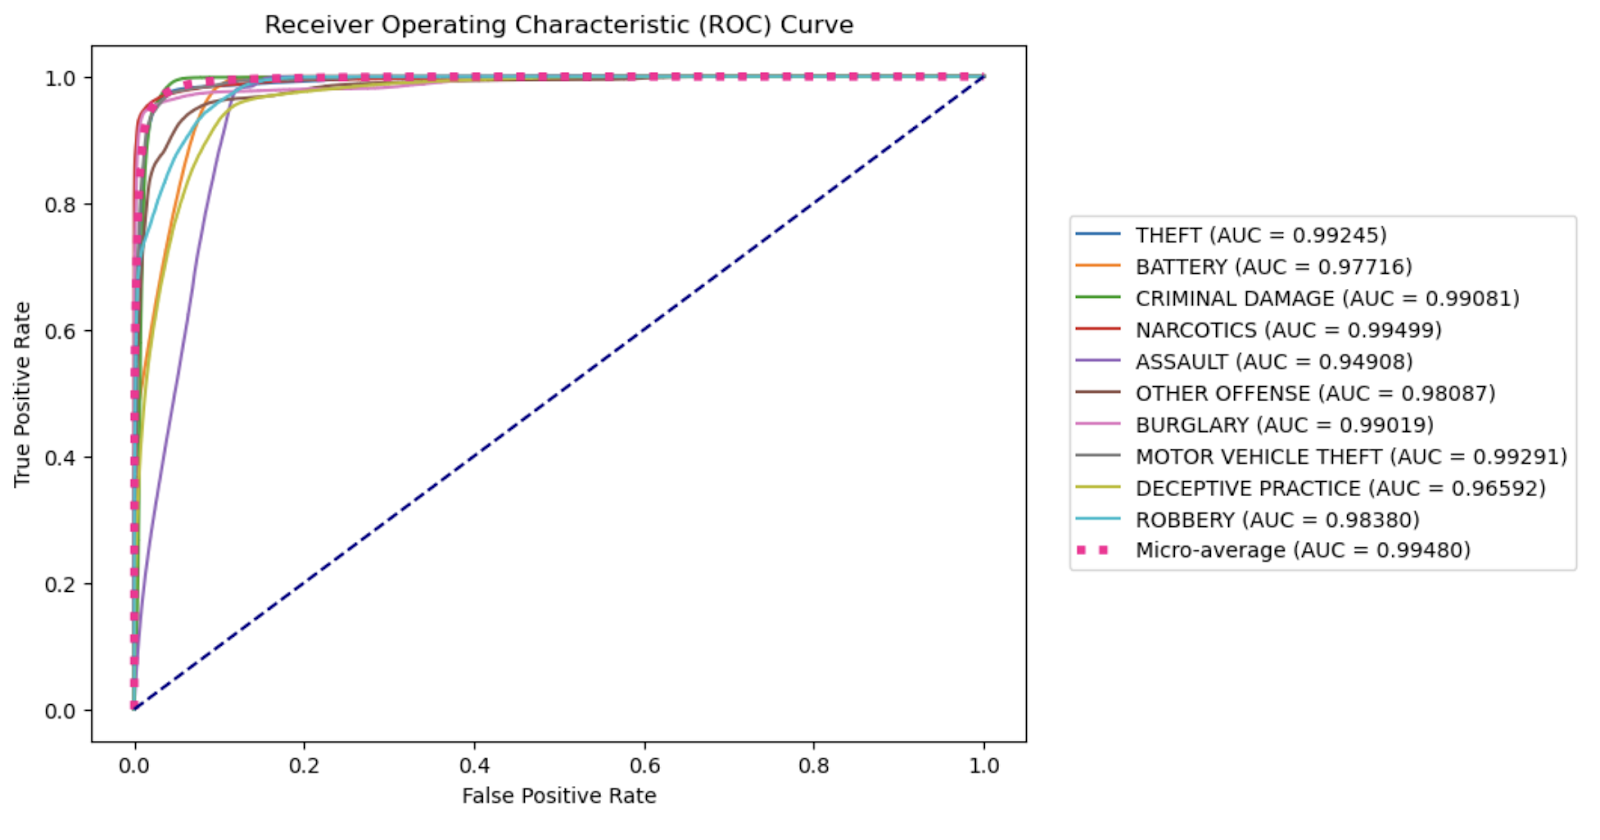 Receiver Operating Characteristic (ROC) Curve
True Positive Rate
1.0
0.8
0.6
0.4
0.2
0.0
0.0 0.2 0.4 0.6 0.8 1.0
False Positive Rate
THEFT (AUC = 0.99245)
BATTERY (AUC = 0.97716)
CRIMINAL DAMAGE (AUC = 0.99081)
NARCOTICS (AUC = 0.99499)
ASSAULT (AUC = 0.94908)
OTHER OFFENSE (AUC = 0.98087)
BURGLARY (AUC = 0.99019)
MOTOR VEHICLE THEFT (AUC = 0.99291)
DECEPTIVE PRACTICE (AUC = 0.96592)
ROBBERY (AUC = 0.98380)
Micro-average (AUC = 0.99480)